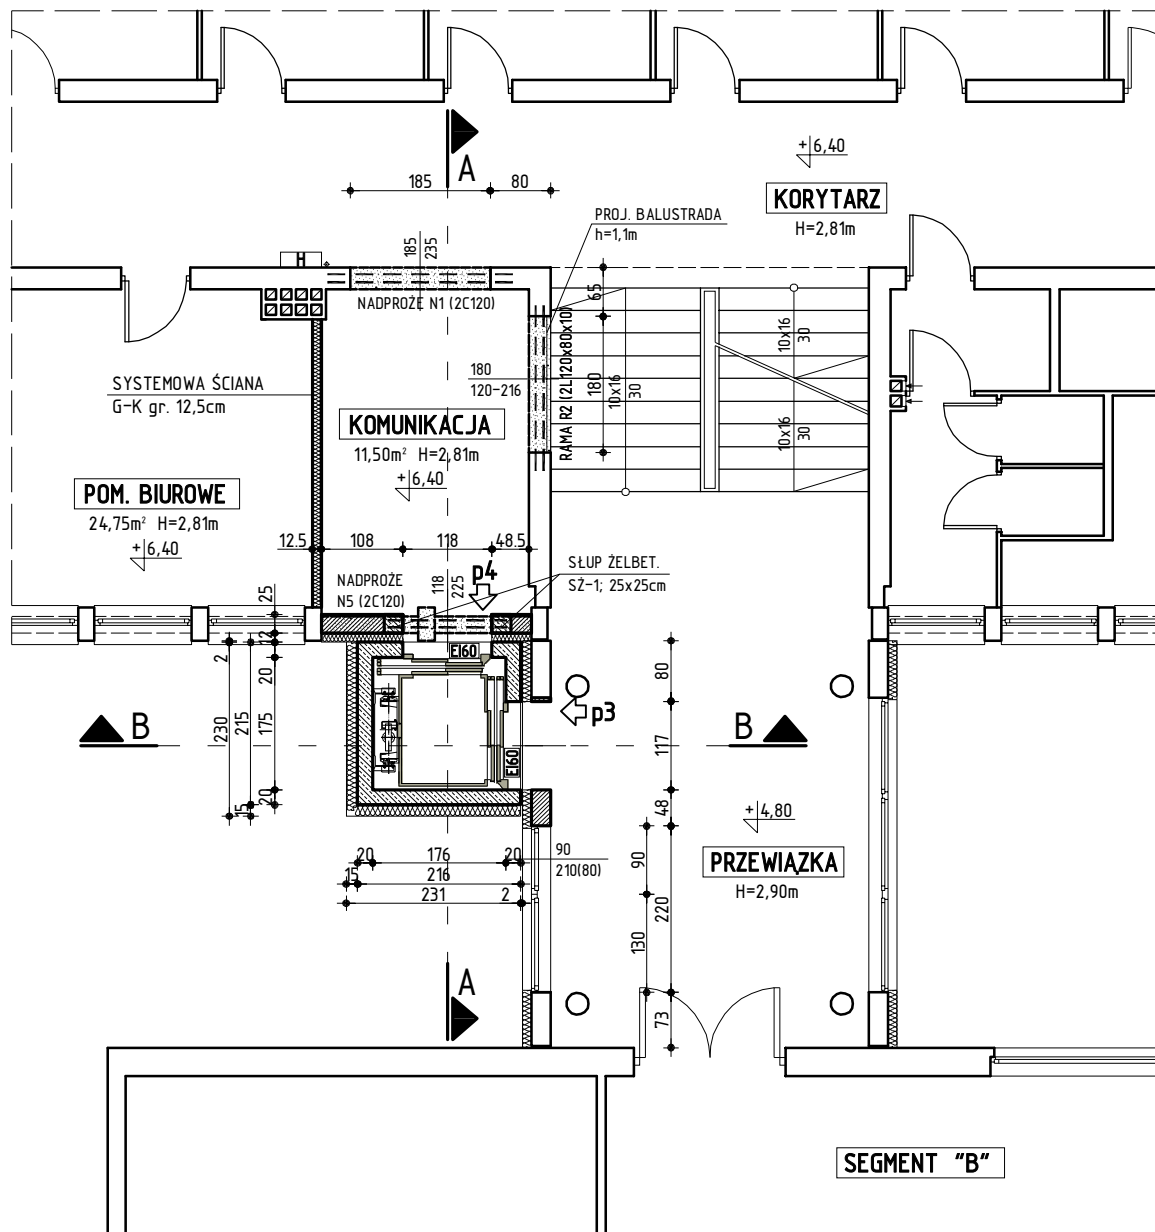 +6,40
A
185 80
KORYTARZ
H=2,81m
PROJ. BALUSTRADA
h=1,1m
185
235
H
NADPROŻE N1 (2C120)
65
10x16
30
SYSTEMOWA ŚCIANA
G-K gr. 12,5cm
180
120-216
RAMA R2 (2L120x80x10)
180
10x16
30
KOMUNIKACJA
11,50m² H=2,81m
+6,40
10x16
30
POM. BIUROWE
24,75m² H=2,81m
+6,40
12.5 108 118 48.5
SŁUP ŻELBET.
SŻ-1; 25x25cm
NADPROŻE
N5 (2C120)
118
225
p4
25
12
2
20
EI60
80
p3
B
B
230
215
175
117
EI60
20
15
48
+4,80
20 176 20
90
210(80)
15 216
231 2
90
PRZEWIĄZKA
H=2,90m
220
130
A
73
SEGMENT "B"